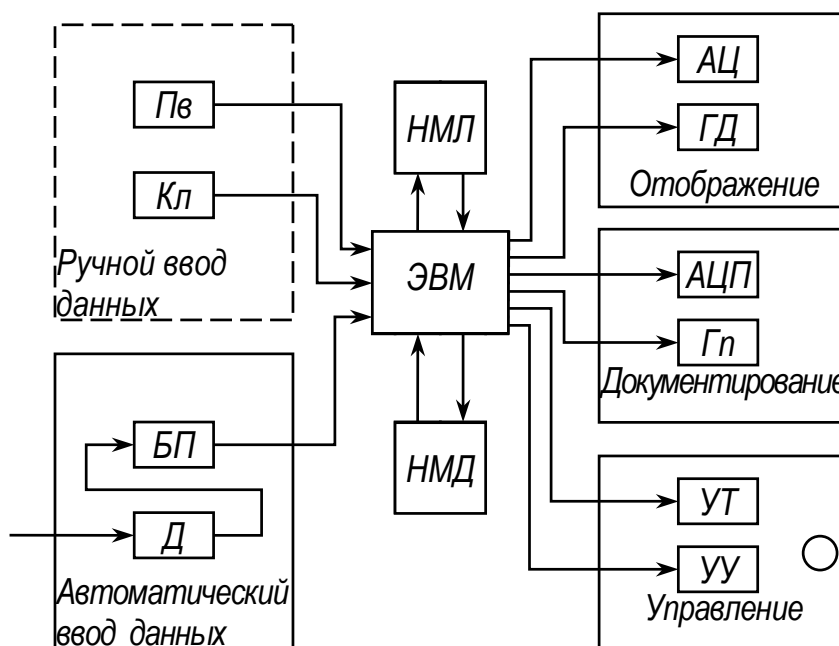 Пв
Кл
Ручной ввод
данных
БП
Д
Автоматический
ввод данных
НМЛ
ЭВМ
НМД
АЦ
ГД
Отображение
АЦП
Гп
Документирование
УТ
УУ
Управление